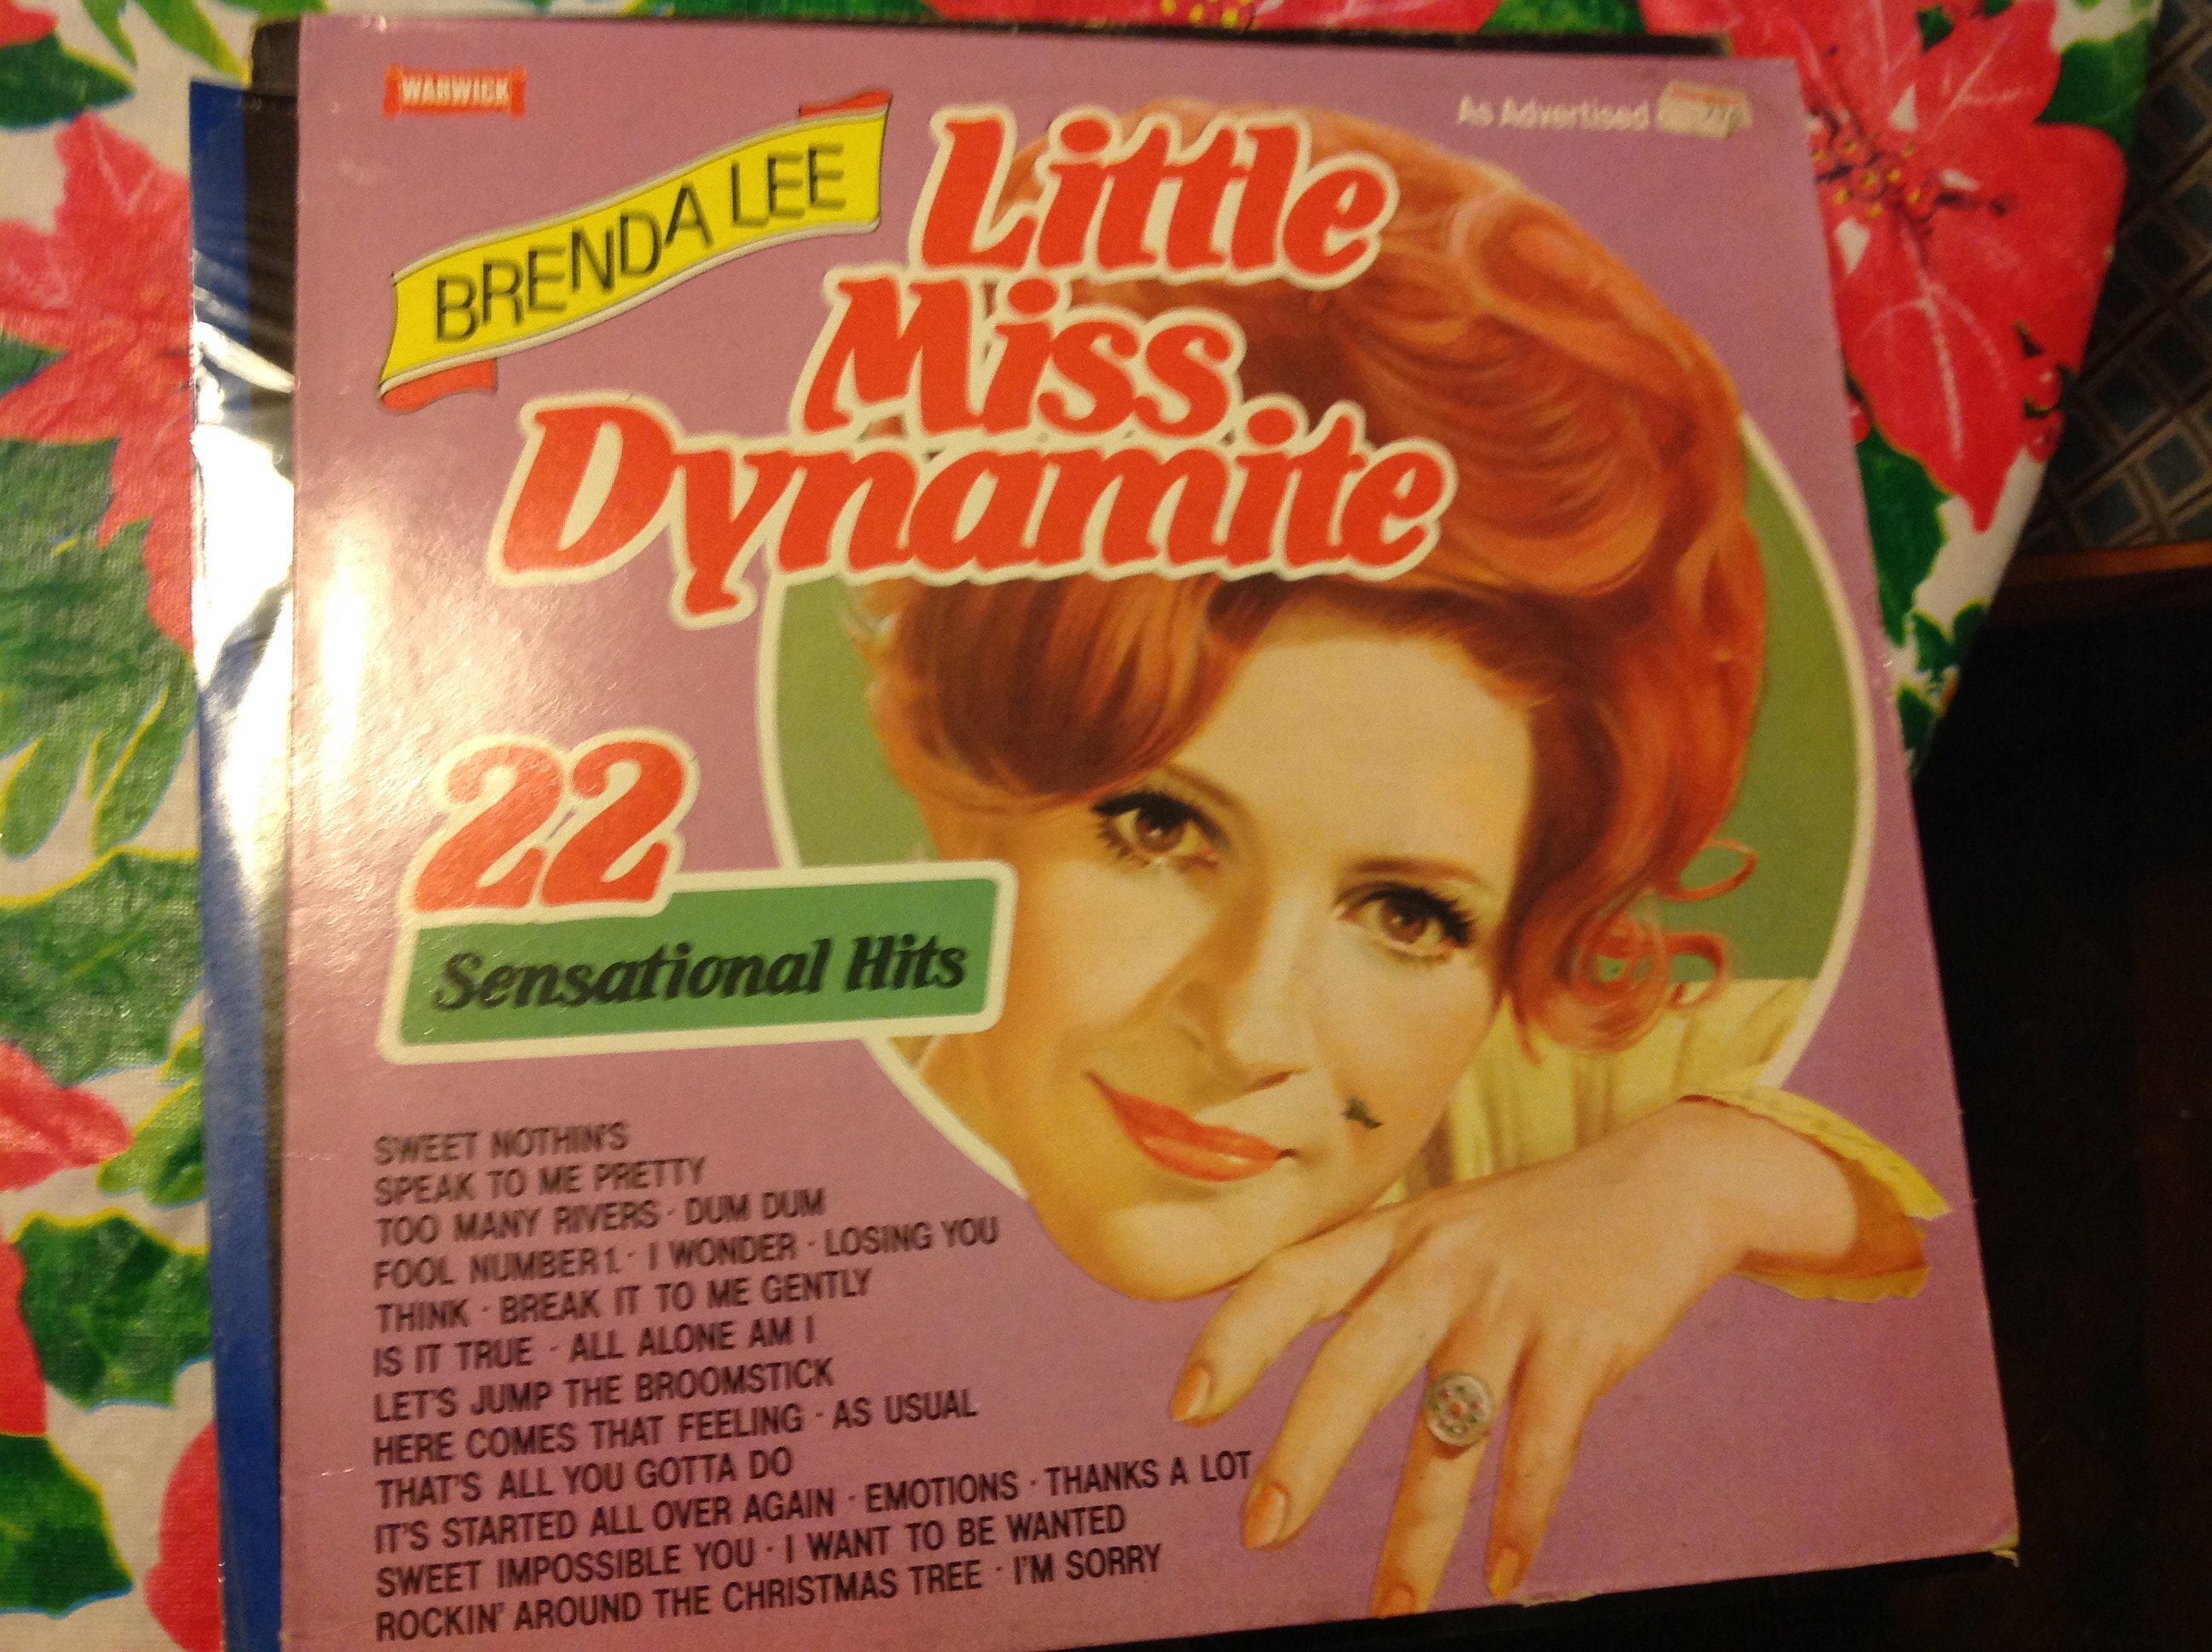 WARWICK
As Advertised
BRENDA LEE
Little
Miss
Dynamite
22
Sensational Hits
SWEET NOTHIN'S
SPEAK TO ME PRETTY
TOO MANY RIVERS · DUM DUM
FOOL NUMBER 1. · I WONDER · LOSING YOU
THINK · BREAK IT TO ME GENTLY
IS IT TRUE · ALL ALONE AM I
LET'S JUMP THE BROOMSTICK
HERE COMES THAT FEELING · AS USUAL
THAT'S ALL YOU GOTTA DO
IT'S STARTED ALL OVER AGAIN · EMOTIONS · THANKS A LOT
SWEET IMPOSSIBLE YOU · I WANT TO BE WANTED
ROCKIN' AROUND THE CHRISTMAS TREE · I'M SORRY